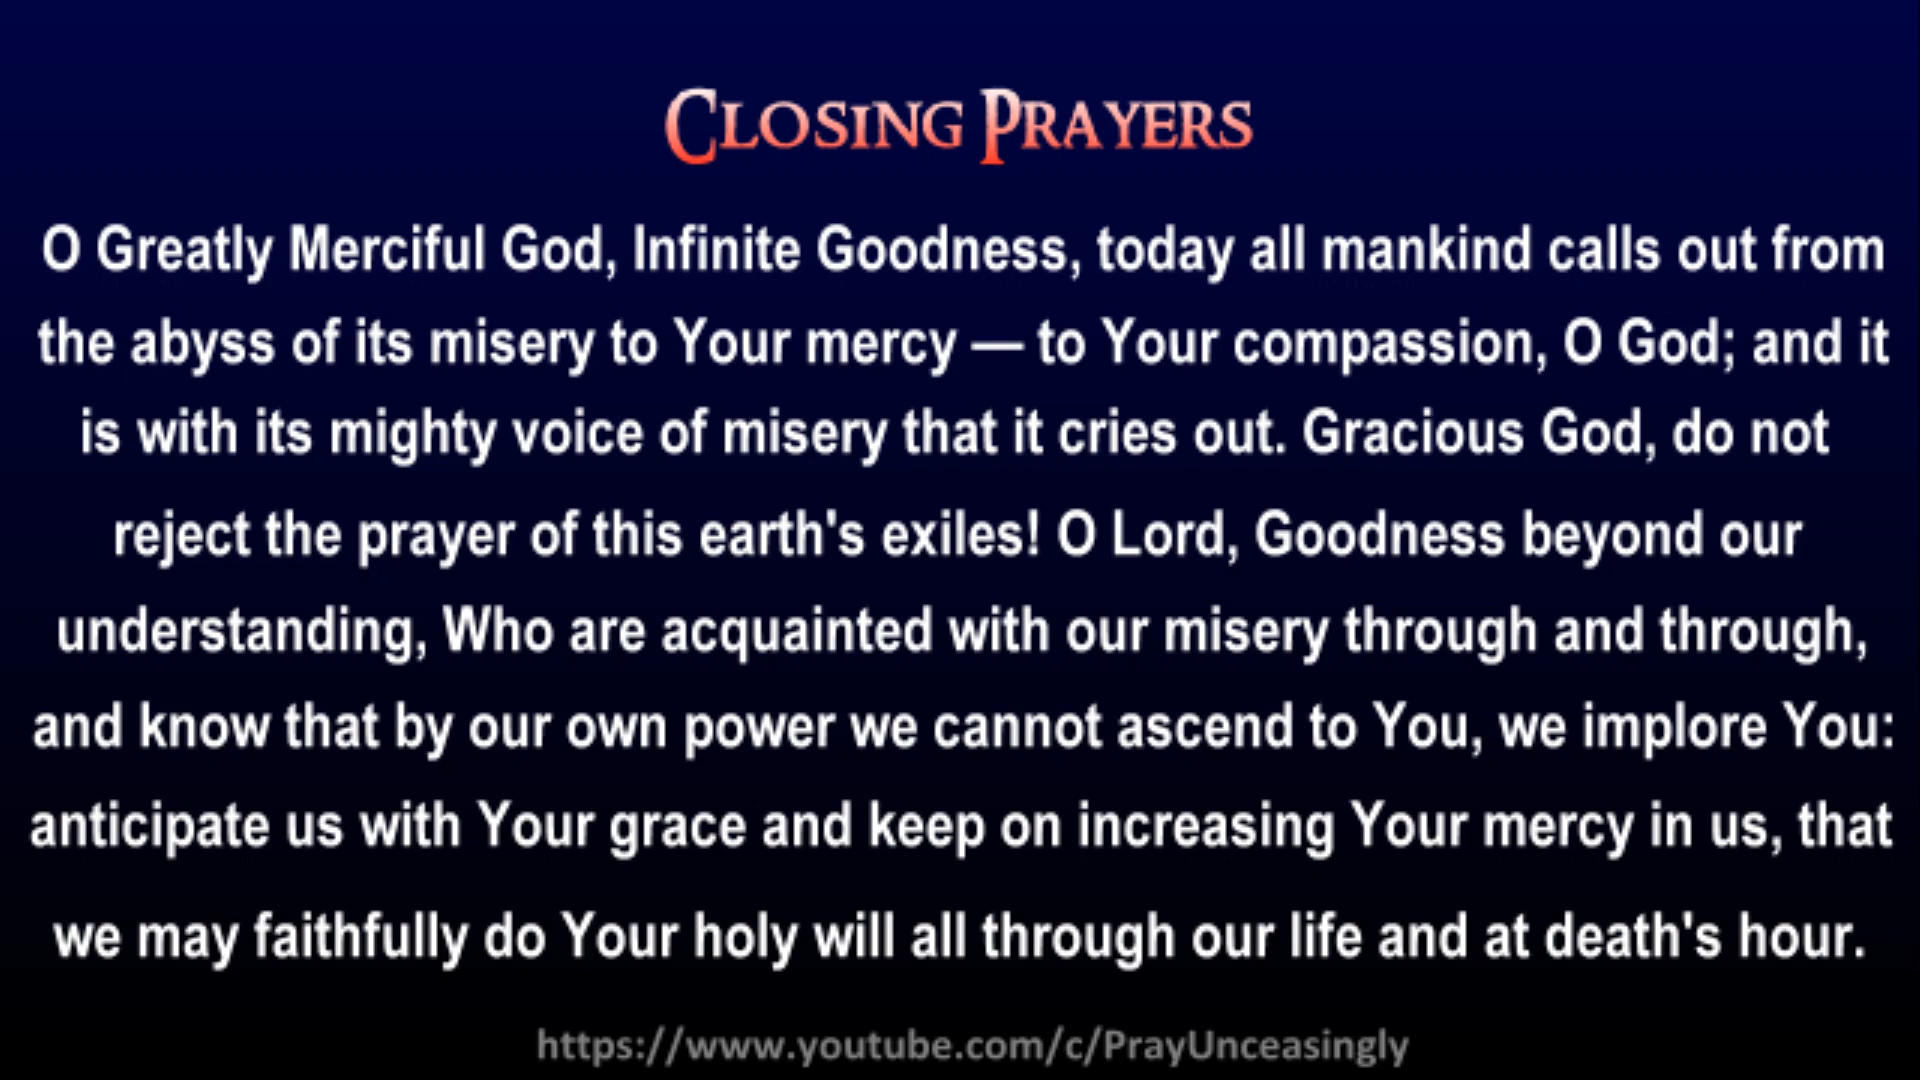 Closing Prayers
O Greatly Merciful God, Infinite Goodness, today all mankind calls out from
the abyss of its misery to Your mercy — to Your compassion, O God; and it
is with its mighty voice of misery that it cries out. Gracious God, do not
reject the prayer of this earth's exiles! O Lord, Goodness beyond our
understanding, Who are acquainted with our misery through and through,
and know that by our own power we cannot ascend to You, we implore You:
anticipate us with Your grace and keep on increasing Your mercy in us, that
we may faithfully do Your holy will all through our life and at death's hour.
https://www.youtube.com/c/PrayUnceasingly